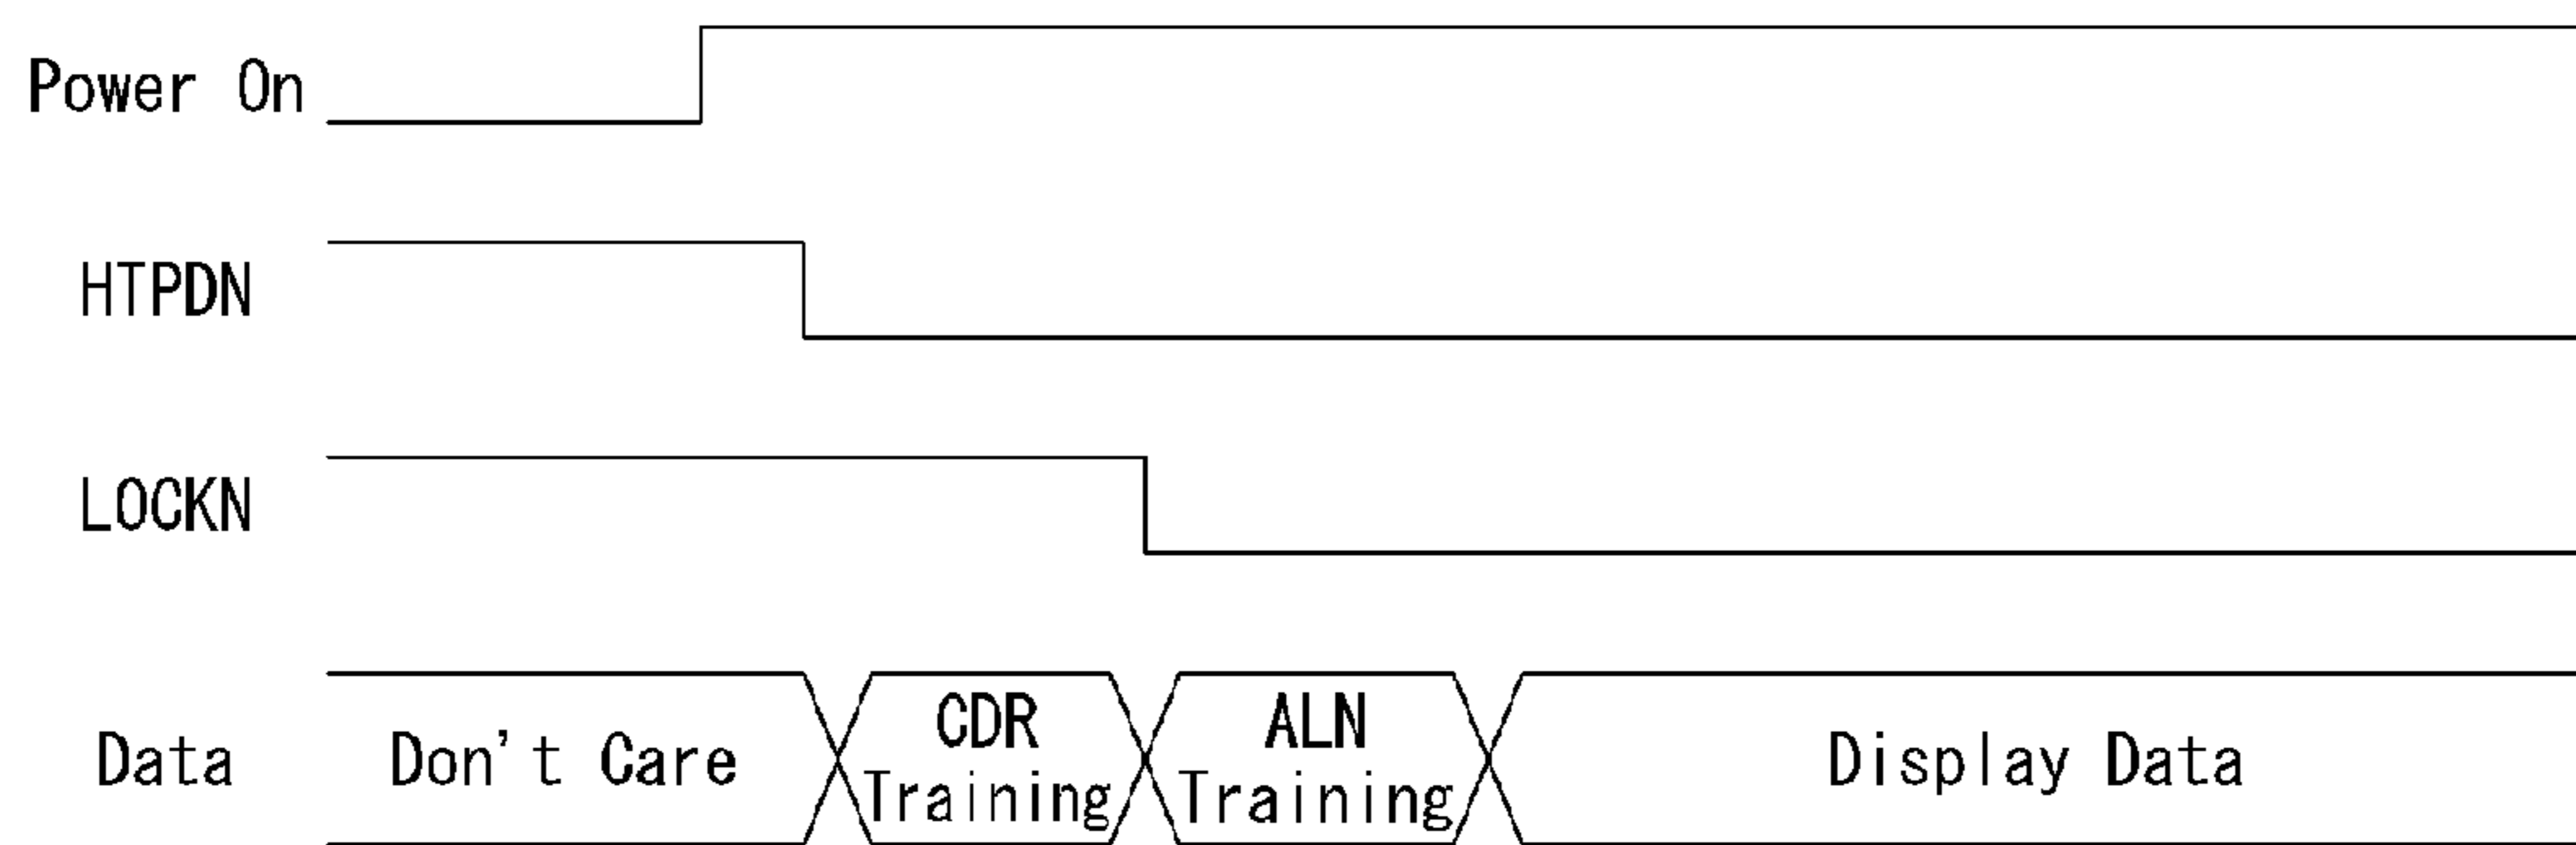 Power On
HTPDN
LOCKN
Data
Don't Care
CDR
Training
ALN
Training
Display Data